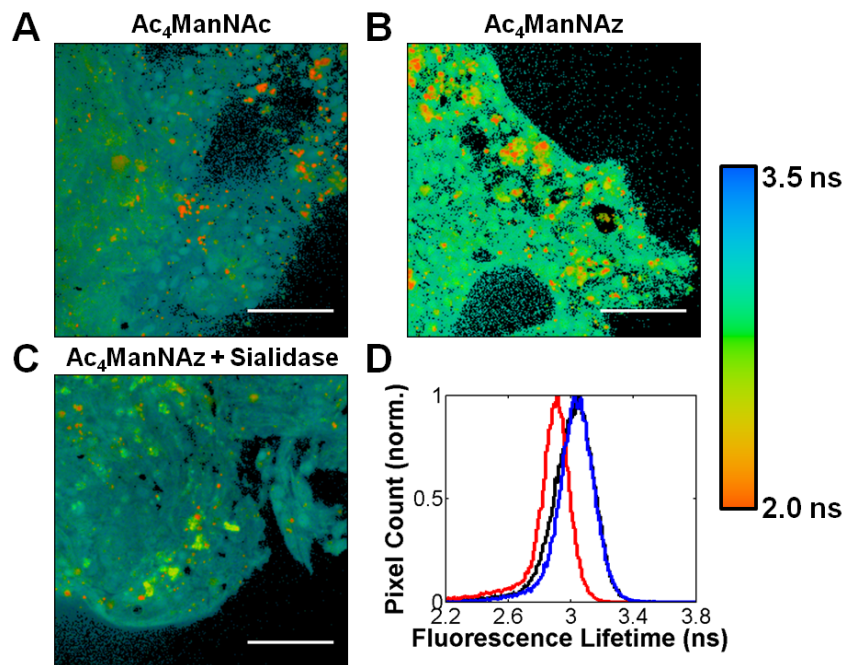 A
Ac₄ManNAc
B
Ac₄ManNAz
3.5 ns
2.0 ns
C
Ac₄ManNAz + Sialidase
D
Pixel Count (norm.)
1
0.5
0
2.2 2.6 3 3.4 3.8
Fluorescence Lifetime (ns)